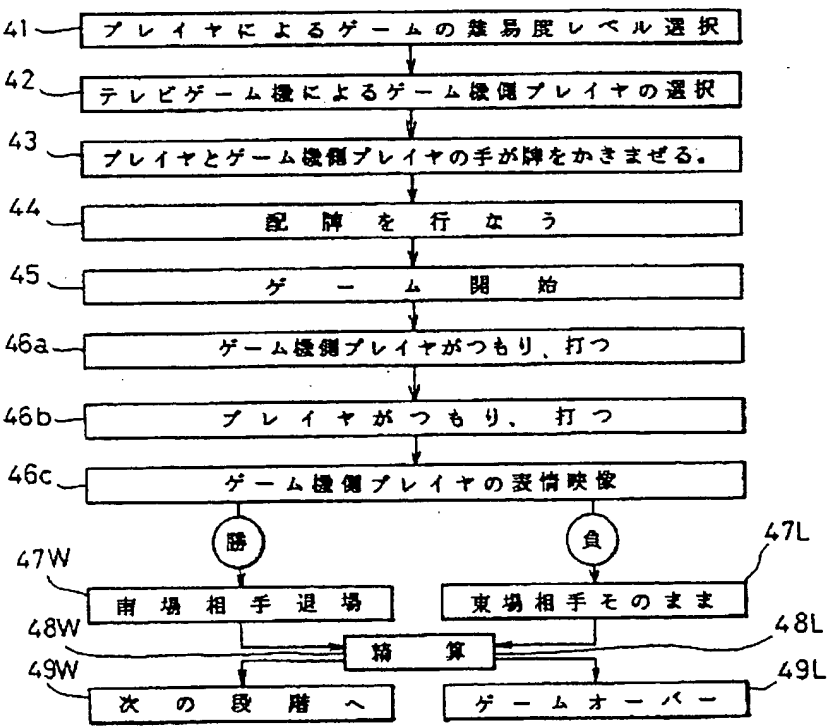 41 プレイヤによるゲームの難易度レベル選択
42 テレビゲーム機によるゲーム機側プレイヤの選択
43 プレイヤとゲーム機側プレイヤの手が牌をかきまぜる。
44 配牌を行なう
45 ゲーム開始
46a ゲーム機側プレイヤがつもり、打つ
46b プレイヤがつもり、打つ
46c ゲーム機側プレイヤの表情映像
勝 負
47W 南場相手退場 東場相手そのまま 47L
48W 精算 48L
49W 次の段階へ ゲームオーバー 49L